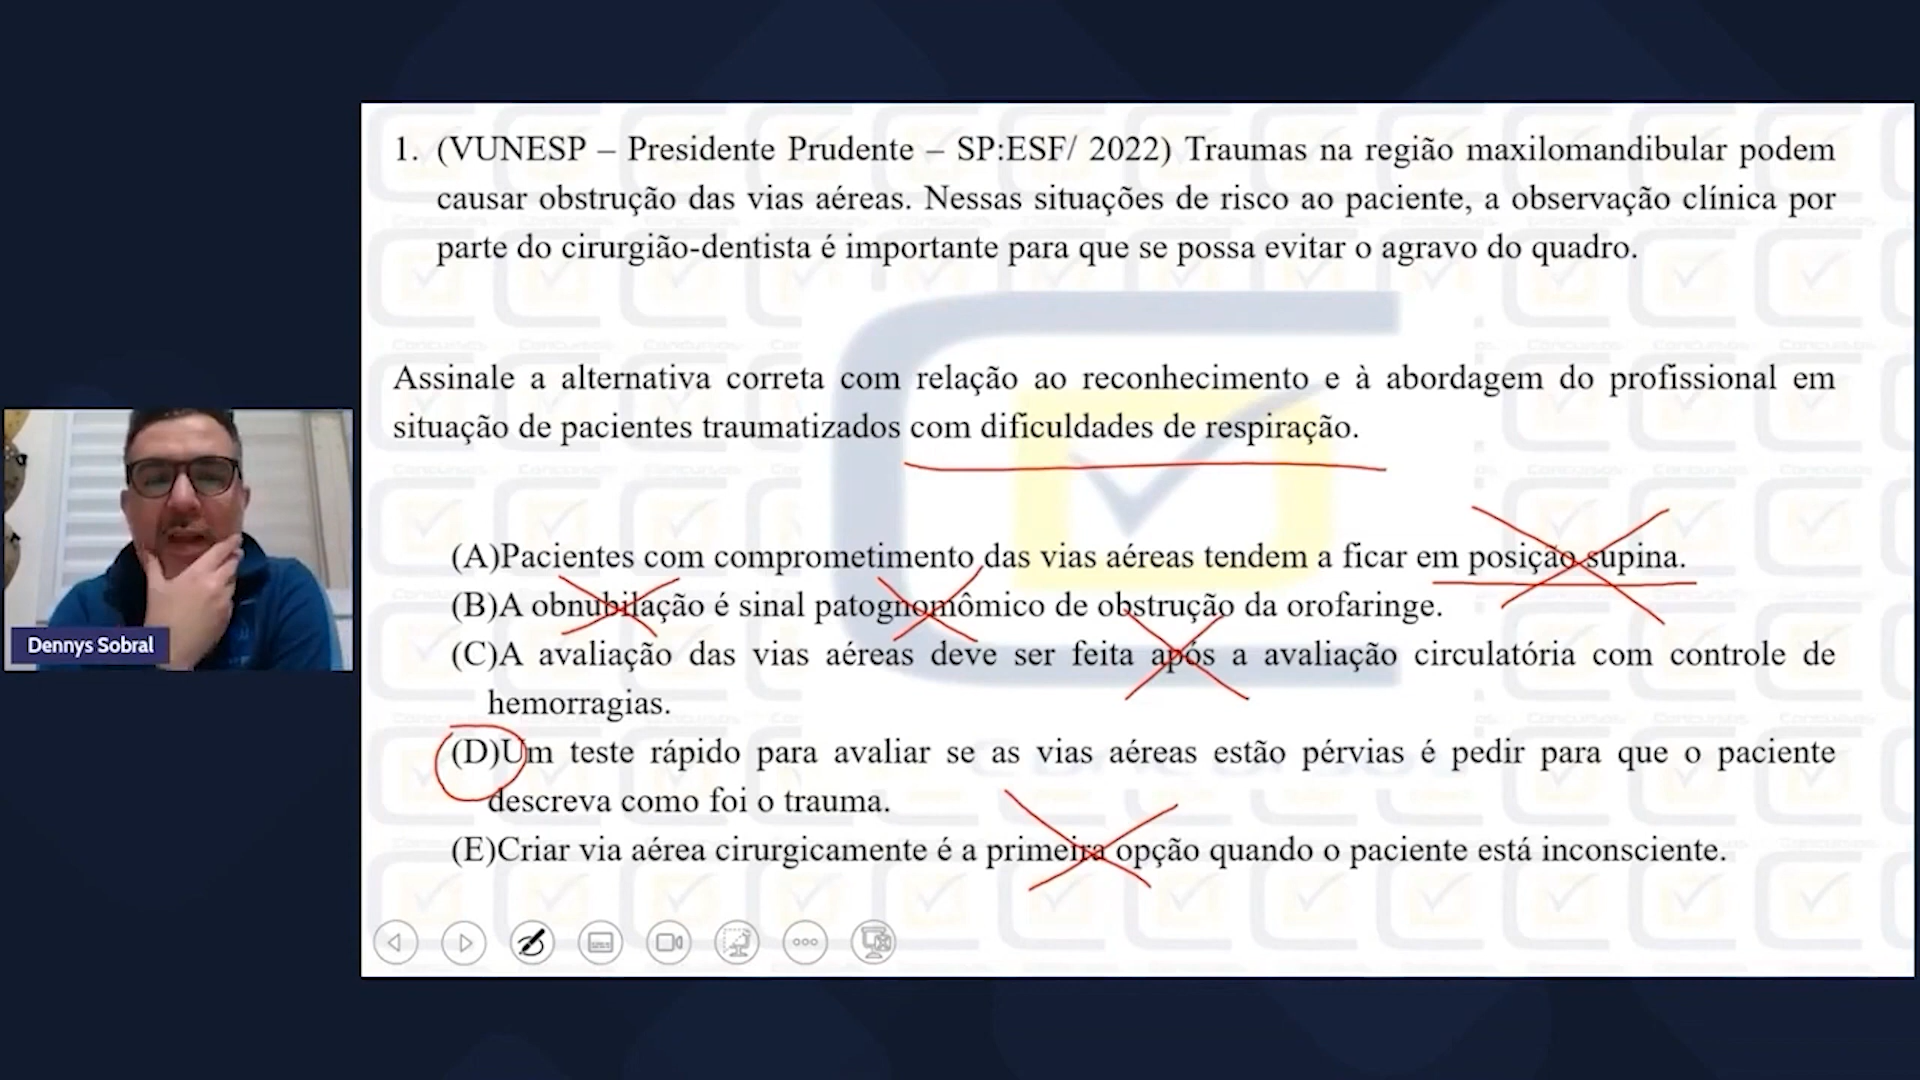 1. (VUNESP – Presidente Prudente – SP:ESF/ 2022) Traumas na região maxilomandibular podem
causar obstrução das vias aéreas. Nessas situações de risco ao paciente, a observação clínica por
parte do cirurgião-dentista é importante para que se possa evitar o agravo do quadro.
Assinale a alternativa correta com relação ao reconhecimento e à abordagem do profissional em
situação de pacientes traumatizados com dificuldades de respiração.
(A)Pacientes com comprometimento das vias aéreas tendem a ficar em posição supina.
(B)A obnubilação é sinal patognomômico de obstrução da orofaringe.
(C)A avaliação das vias aéreas deve ser feita após a avaliação circulatória com controle de
hemorragias.
(D)Um teste rápido para avaliar se as vias aéreas estão pérvias é pedir para que o paciente
descreva como foi o trauma.
(E)Criar via aérea cirurgicamente é a primeira opção quando o paciente está inconsciente.
Dennys Sobral